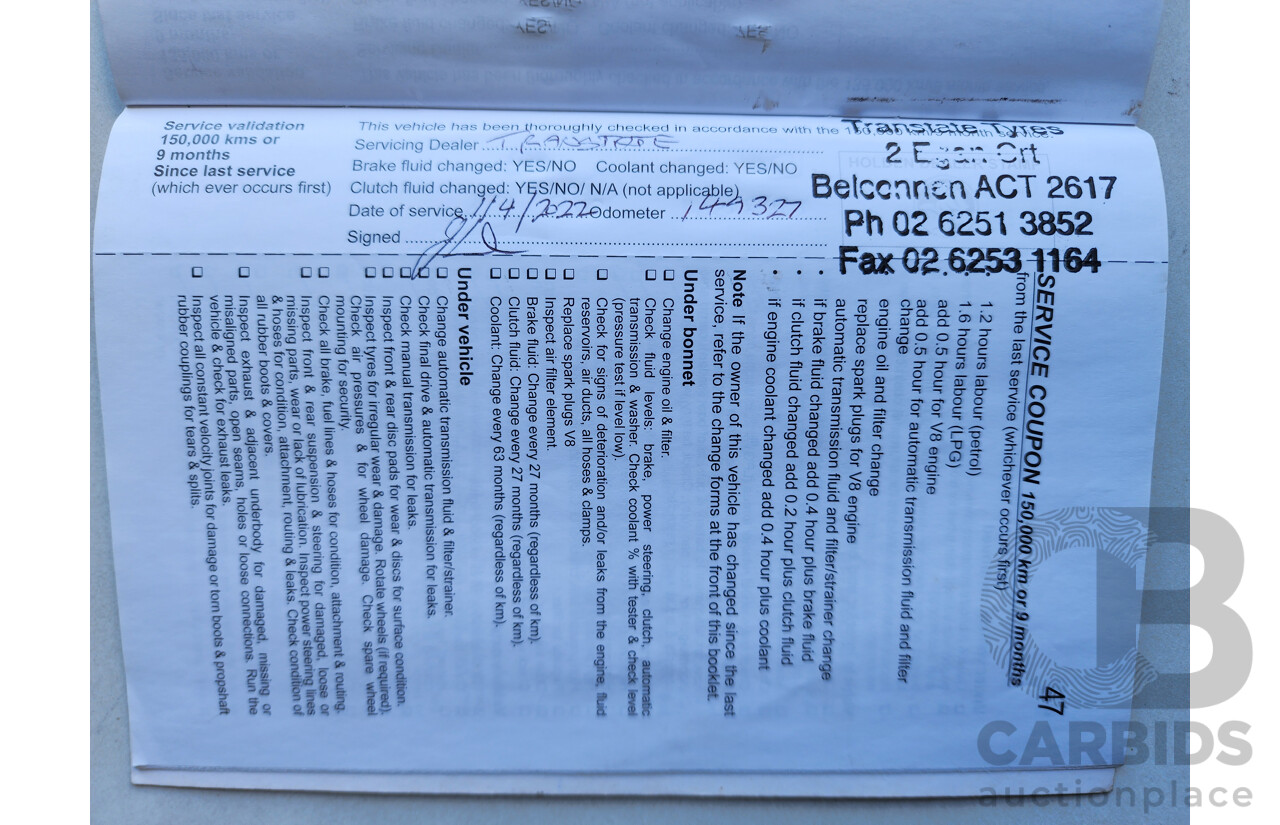 Service validation
150,000 kms or
9 months
Since last service
(which ever occurs first)
This vehicle has been thoroughly checked in accordance with the
Servicing Dealer TRANSTATE
Brake fluid changed: YES/NO Coolant changed: YES/NO
Clutch fluid changed: YES/NO/ N/A (not applicable)
Date of service 1/4/2022 Odometer 149327
Signed
Transtate Tyres
2 Egan Crt
Belconnen ACT 2617
Ph 02 6251 3852
Fax 02 6253 1164
47
SERVICE COUPON 150,000 km or 9 months
from the last service (whichever occurs first)
1.2 hours labour (petrol)
1.6 hours labour (LPG)
add 0.5 hour for V8 engine
add 0.5 hour for automatic transmission fluid and filter
change
engine oil and filter change
replace spark plugs for V8 engine
automatic transmission fluid and filter/strainer change
• if brake fluid changed add 0.4 hour plus brake fluid
• if clutch fluid changed add 0.2 hour plus clutch fluid
• if engine coolant changed add 0.4 hour plus coolant
Note If the owner of this vehicle has changed since the last
service, refer to the change forms at the front of this booklet.
Under bonnet
Change engine oil & filter.
Check fluid levels: brake, power steering, clutch, automatic
transmission & washer. Check coolant % with tester & check level
(pressure test if level low).
Check for signs of deterioration and/or leaks from the engine, fluid
reservoirs, air ducts, all hoses & clamps.
Replace spark plugs V8
Inspect air filter element.
Brake fluid: Change every 27 months (regardless of km).
Clutch fluid: Change every 27 months (regardless of km).
Coolant: Change every 63 months (regardless of km).
Under vehicle
Change automatic transmission fluid & filter/strainer.
Check final drive & automatic transmission for leaks.
Check manual transmission for leaks.
Inspect front & rear disc pads for wear & discs for surface condition.
Inspect tyres for irregular wear & damage. Rotate wheels (if required).
Check air pressures & for wheel damage. Check spare wheel
mounting for security.
Check all brake, fuel lines & hoses for condition, attachment & routing.
Inspect front & rear suspension & steering for damaged, loose or
missing parts, wear or lack of lubrication. Inspect power steering lines
& hoses for condition, attachment, routing & leaks. Check condition of
all rubber boots & covers.
Inspect exhaust & adjacent underbody for damaged, missing or
misaligned parts, open seams, holes or loose connections. Run the
vehicle & check for exhaust leaks.
Inspect all constant velocity joints for damage or torn boots & propshaft
rubber couplings for tears & splits.
CARBIDS
auctionplace